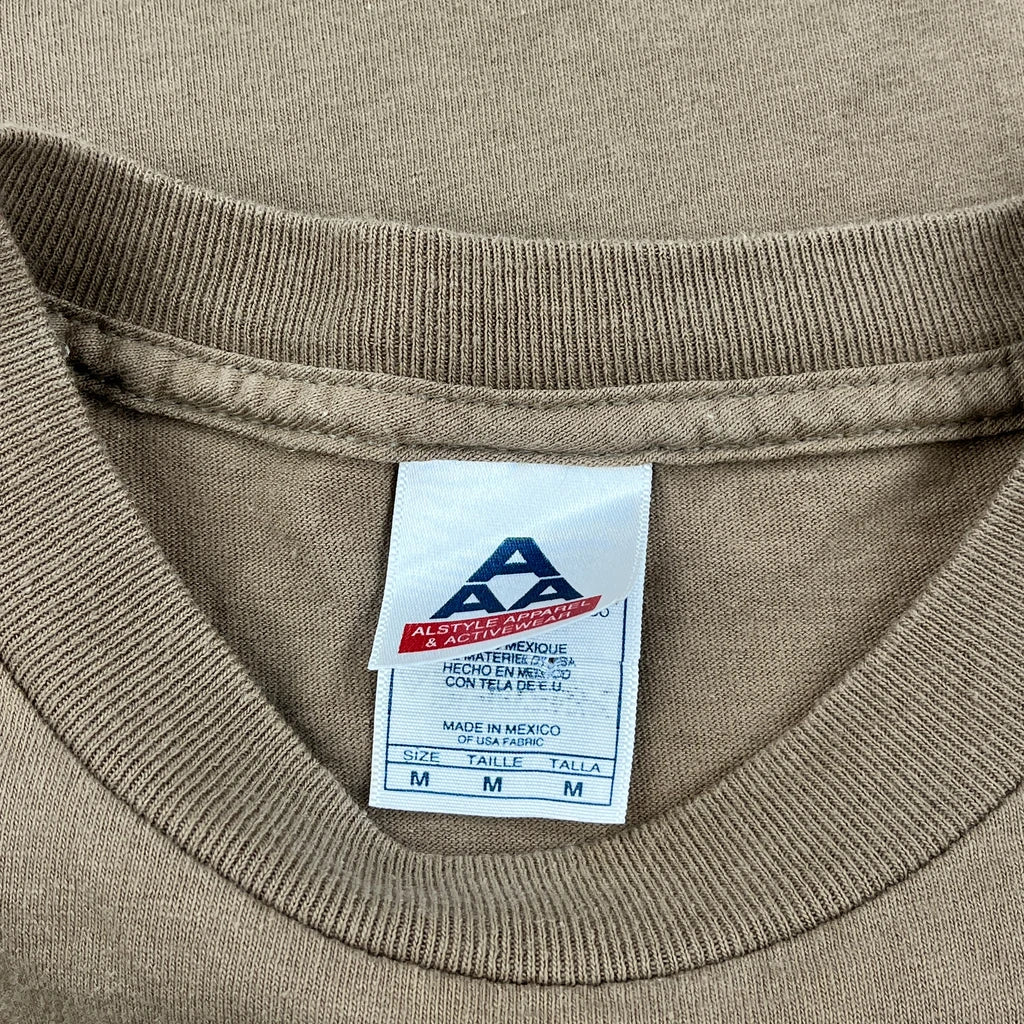 A
A A
ALSTYLE APPAREL
& ACTIVEWEAR
MEXIQUE
MATERIEL
HECHO EN MEXICO
CON TELA DE E.U.
MADE IN MEXICO
OF USA FABRIC
SIZE TAILLE TALLA
M M M